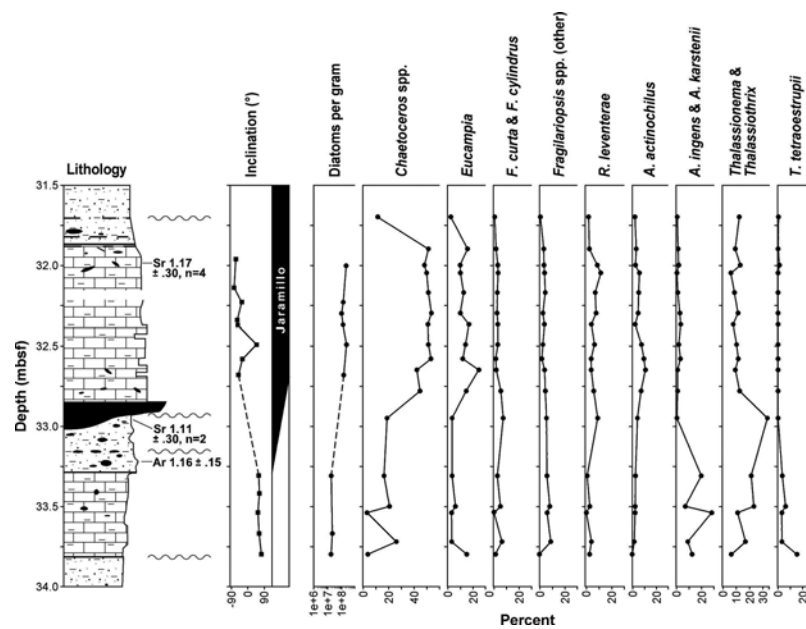 Lithology
Inclination (°)
Diatoms per gram
Chaetoceros spp.
Eucampia
F. curta & F. cylindrus
Fragilariopsis spp. (other)
R. leventerae
A. actinochilus
A. ingens & A. karstenii
Thalassionema &
Thalassiothrix
T. tetraoestrupii
Depth (mbsf)
31.5
32.0
32.5
33.0
33.5
34.0
Sr 1.17
± .30, n=4
Sr 1.11
± .30, n=2
Ar 1.16 ± .15
Jaramillo
-90 0 90
1e+6 1e+7 1e+8
0 20 40 60
0 20
0 20
0 20
0 20
0 20
0 20
0 10 20 30
0 20
Percent